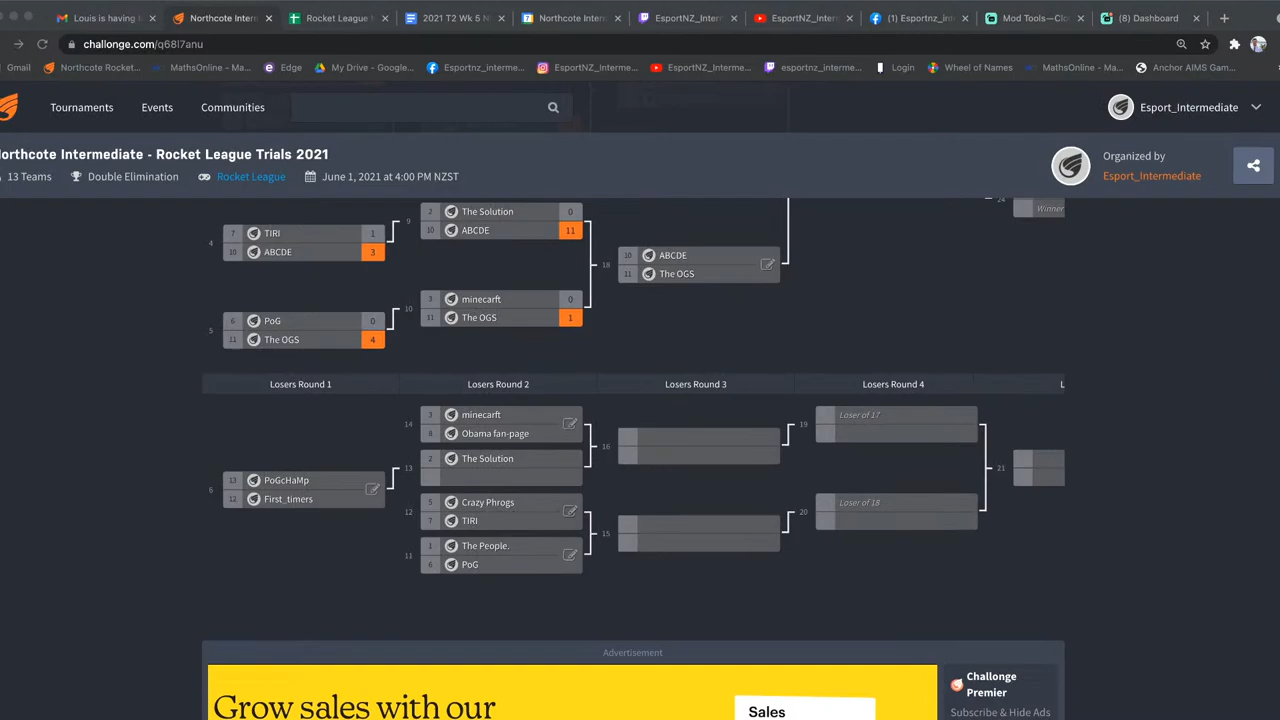 Louis is having l
Northcote Inter
Rocket League
2021 T2 Wk 5 N
Northcote Inter
EsportNZ_Inter
EsportNZ_Inter
(1) Esportnz_in
Mod Tools—Clo
(8) Dashboard
challonge.com/q68l7anu
Gmail
Northcote Rocket...
MathsOnline - Ma...
Edge
My Drive - Google...
Esportnz_interme...
EsportNZ_Interme...
EsportNZ_Interme...
esportnz_interme...
Login
Wheel of Names
MathsOnline - Ma...
Anchor AIMS Gam...
Tournaments
Events
Communities
Esport_Intermediate
orthcote Intermediate - Rocket League Trials 2021
13 Teams
Double Elimination
Rocket League
June 1, 2021 at 4:00 PM NZST
Organized by
Esport_Intermediate
4
7 TIRI 1
10 ABCDE 3
9
2 The Solution 0
10 ABCDE 11
18
10 ABCDE
11 The OGS
24
Winner
5
6 PoG 0
11 The OGS 4
10
3 minecarft 0
11 The OGS 1
Losers Round 1
Losers Round 2
Losers Round 3
Losers Round 4
L
6
13 PoGcHaMp
12 First_timers
14
3 minecarft
8 Obama fan-page
13
2 The Solution
12
5 Crazy Phrogs
7 TIRI
11
1 The People.
6 PoG
16
15
19
Loser of 17
20
Loser of 18
21
Advertisement
Grow sales with our
Sales
Challonge
Premier
Subscribe & Hide Ads